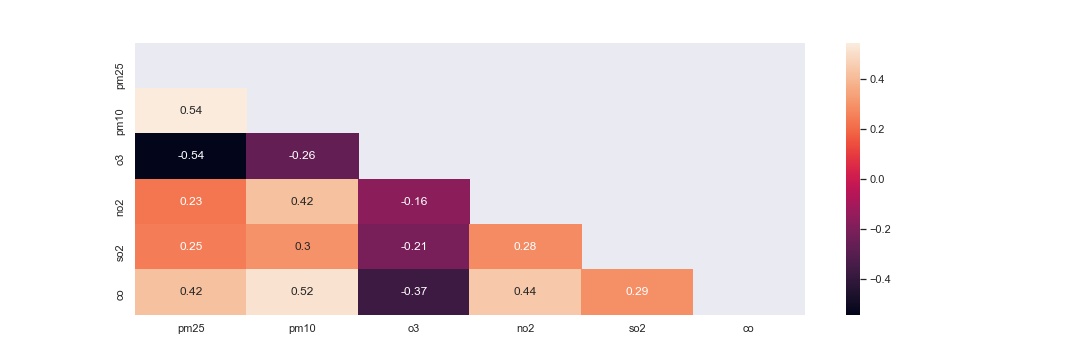 pm25
pm10 0.54
o3 -0.54 -0.26
no2 0.23 0.42 -0.16
so2 0.25 0.3 -0.21 0.28
co 0.42 0.52 -0.37 0.44 0.29
pm25 pm10 o3 no2 so2 co
0.4
0.2
0.0
−0.2
−0.4